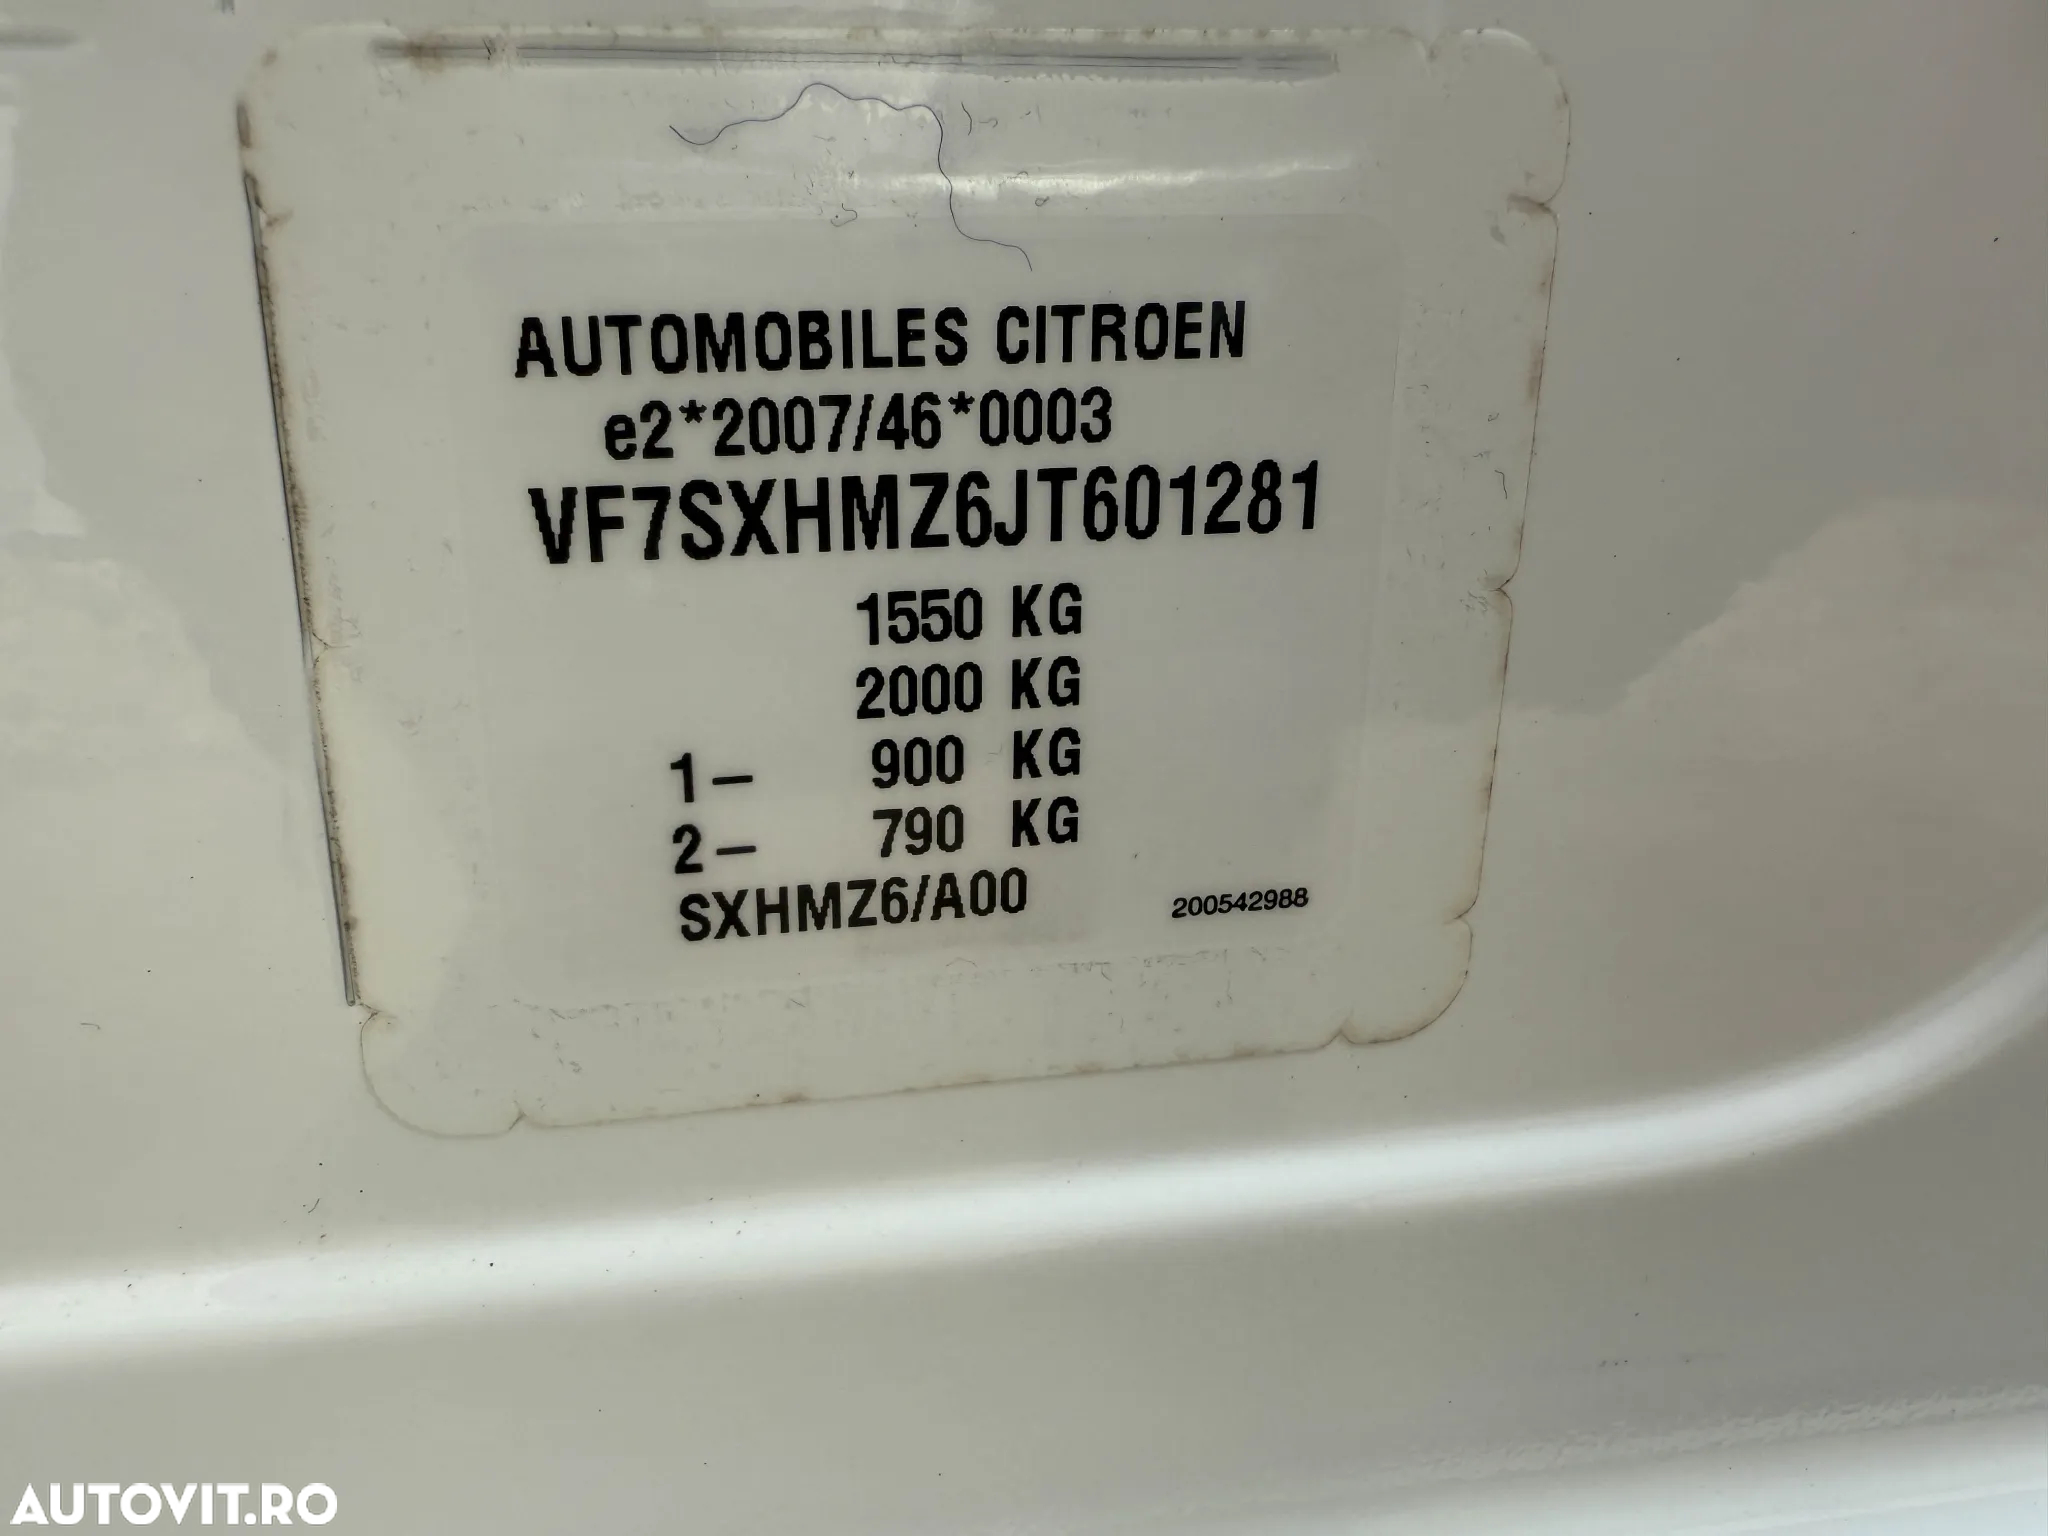 AUTOMOBILES CITROEN
e2*2007/46*0003
VF7SXHMZ6JT601281
1550 KG
2000 KG
1- 900 KG
2- 790 KG
SXHMZ6/A00 200542988
AUTOVIT.RO